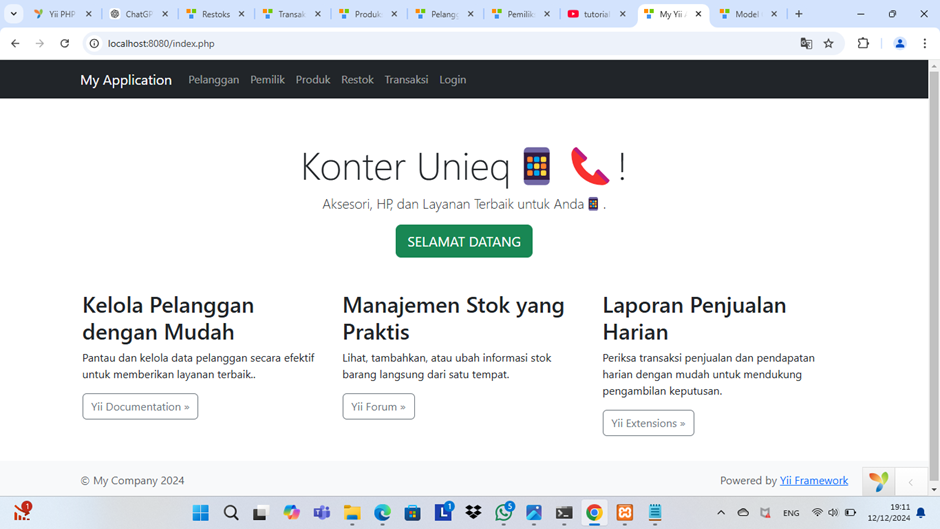 Yii PHP
ChatGP
Restoks
Transak
Produk
Pelangg
Pemilik
tutorial
My Yii A
Model
localhost:8080/index.php
My Application Pelanggan Pemilik Produk Restok Transaksi Login
Konter Unieq !
Aksesori, HP, dan Layanan Terbaik untuk Anda .
SELAMAT DATANG
Kelola Pelanggan
dengan Mudah
Pantau dan kelola data pelanggan secara efektif
untuk memberikan layanan terbaik..
Yii Documentation »
Manajemen Stok yang
Praktis
Lihat, tambahkan, atau ubah informasi stok
barang langsung dari satu tempat.
Yii Forum »
Laporan Penjualan
Harian
Periksa transaksi penjualan dan pendapatan
harian dengan mudah untuk mendukung
pengambilan keputusan.
Yii Extensions »
© My Company 2024
Powered by Yii Framework
1
1
5
ENG
19:11
12/12/2024